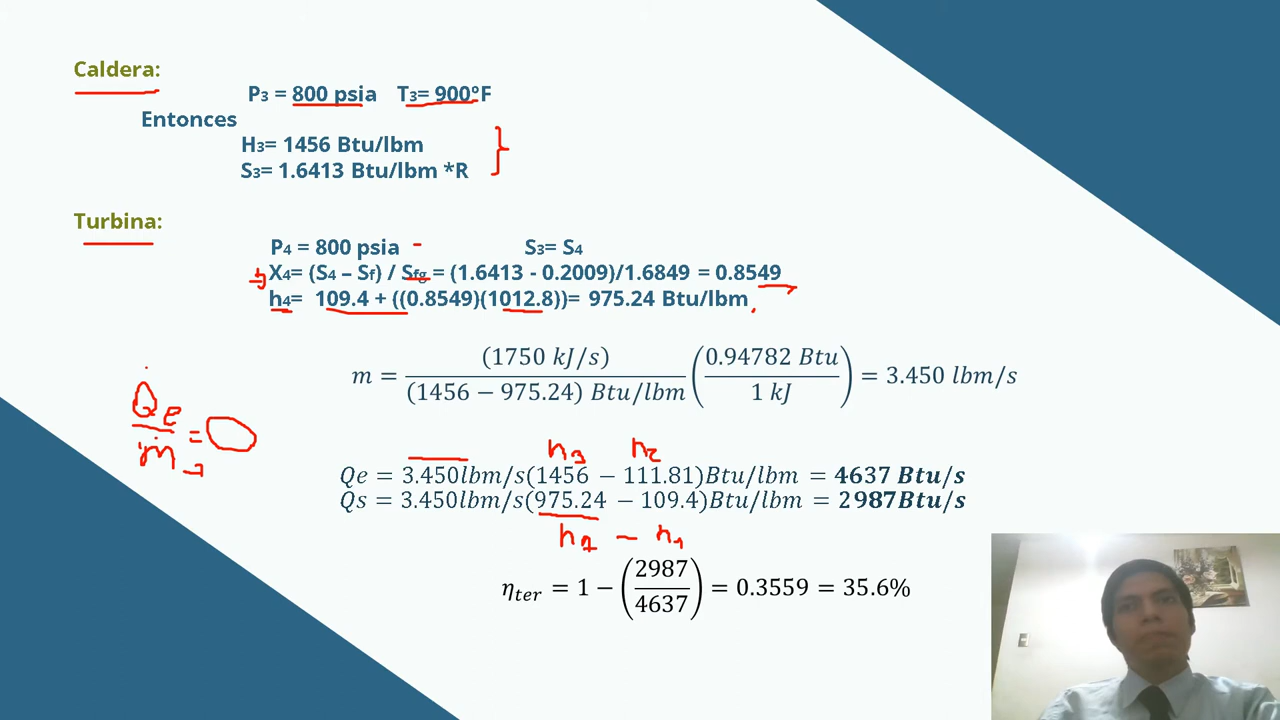 Caldera:
P3 = 800 psia T3= 900°F
Entonces
H3= 1456 Btu/lbm
S3= 1.6413 Btu/lbm *R
Turbina:
P4 = 800 psia S3= S4
X4= (S4 – Sf) / Sfg = (1.6413 - 0.2009)/1.6849 = 0.8549
h4= 109.4 + ((0.8549)(1012.8))= 975.24 Btu/lbm
m = (1750 kJ/s) / (1456 − 975.24) Btu/lbm (0.94782 Btu / 1 kJ) = 3.450 lbm/s
Q̇e / ṁ =
h3 h2
Qe = 3.450lbm/s(1456 − 111.81)Btu/lbm = 4637 Btu/s
Qs = 3.450lbm/s(975.24 − 109.4)Btu/lbm = 2987Btu/s
h4 − h1
ηter = 1 − (2987 / 4637) = 0.3559 = 35.6%